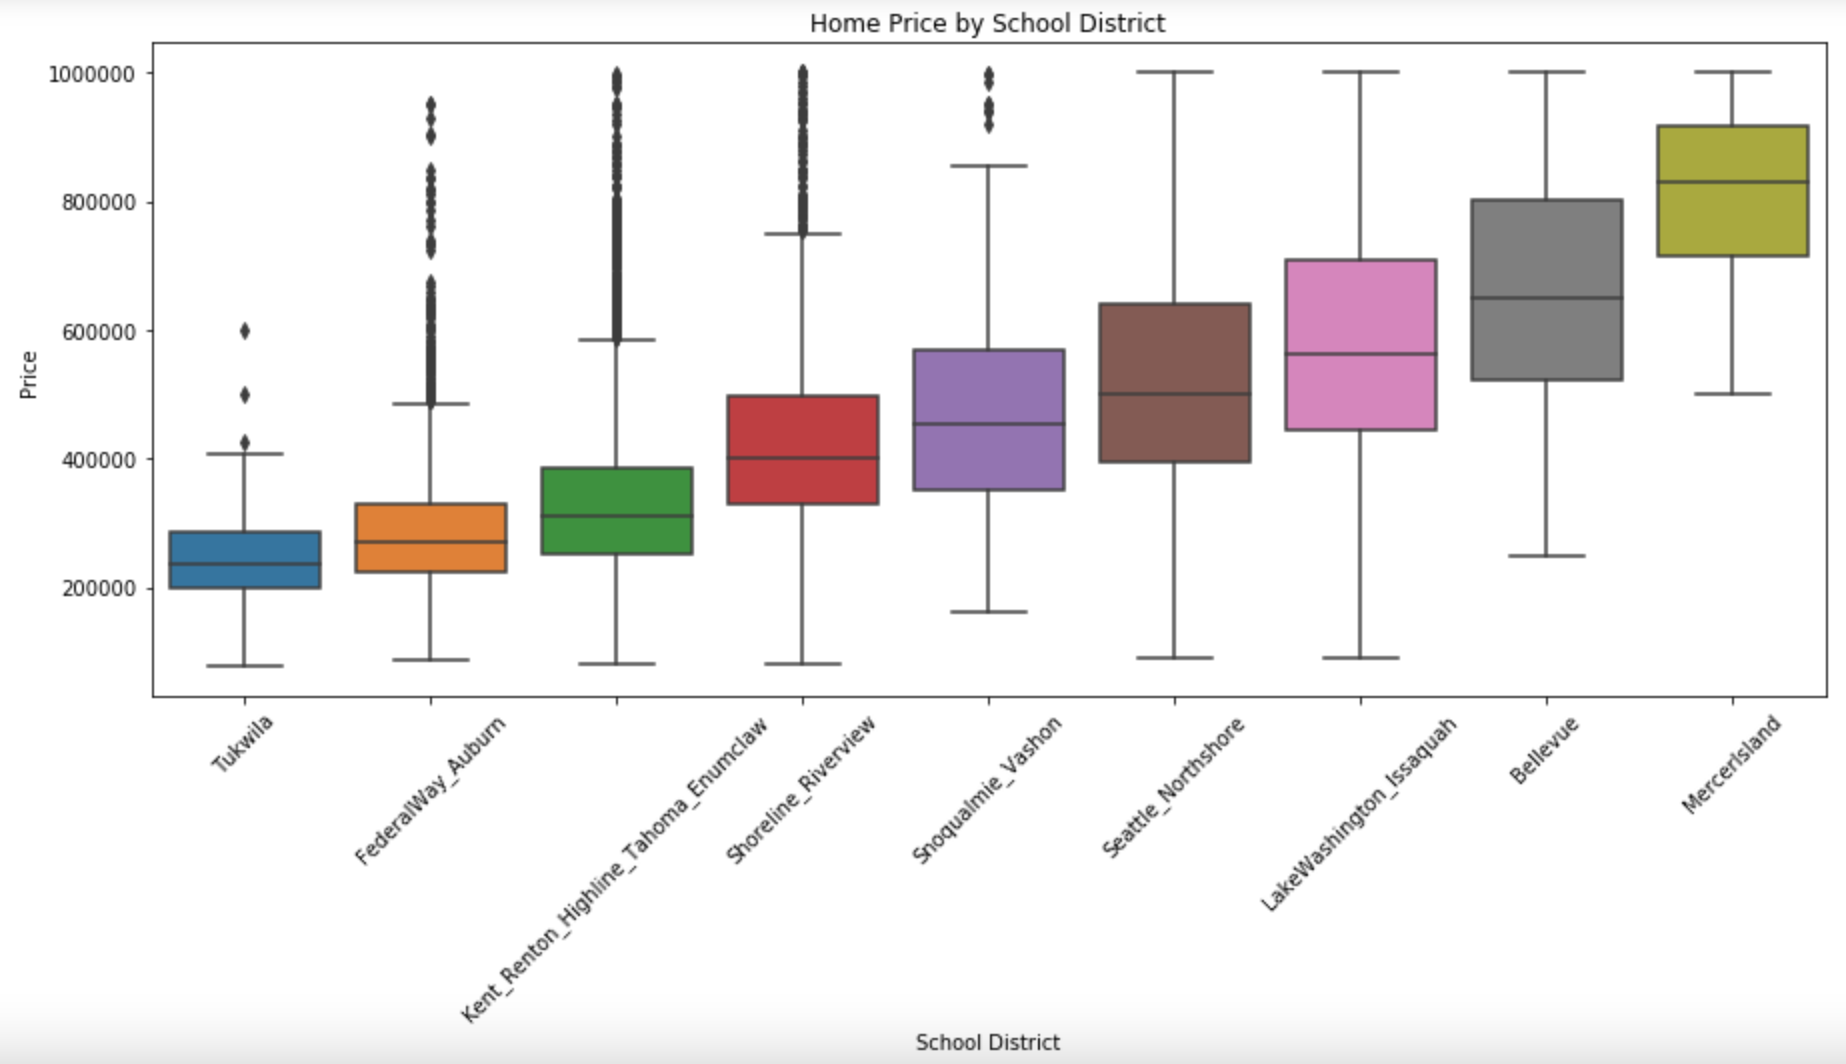 Home Price by School District
1000000
800000
600000
400000
200000
Price
Tukwila
FederalWay_Auburn
Kent_Renton_Highline_Tahoma_Enumclaw
Shoreline_Riverview
Snoqualmie_Vashon
Seattle_Northshore
LakeWashington_Issaquah
Bellevue
MercerIsland
School District